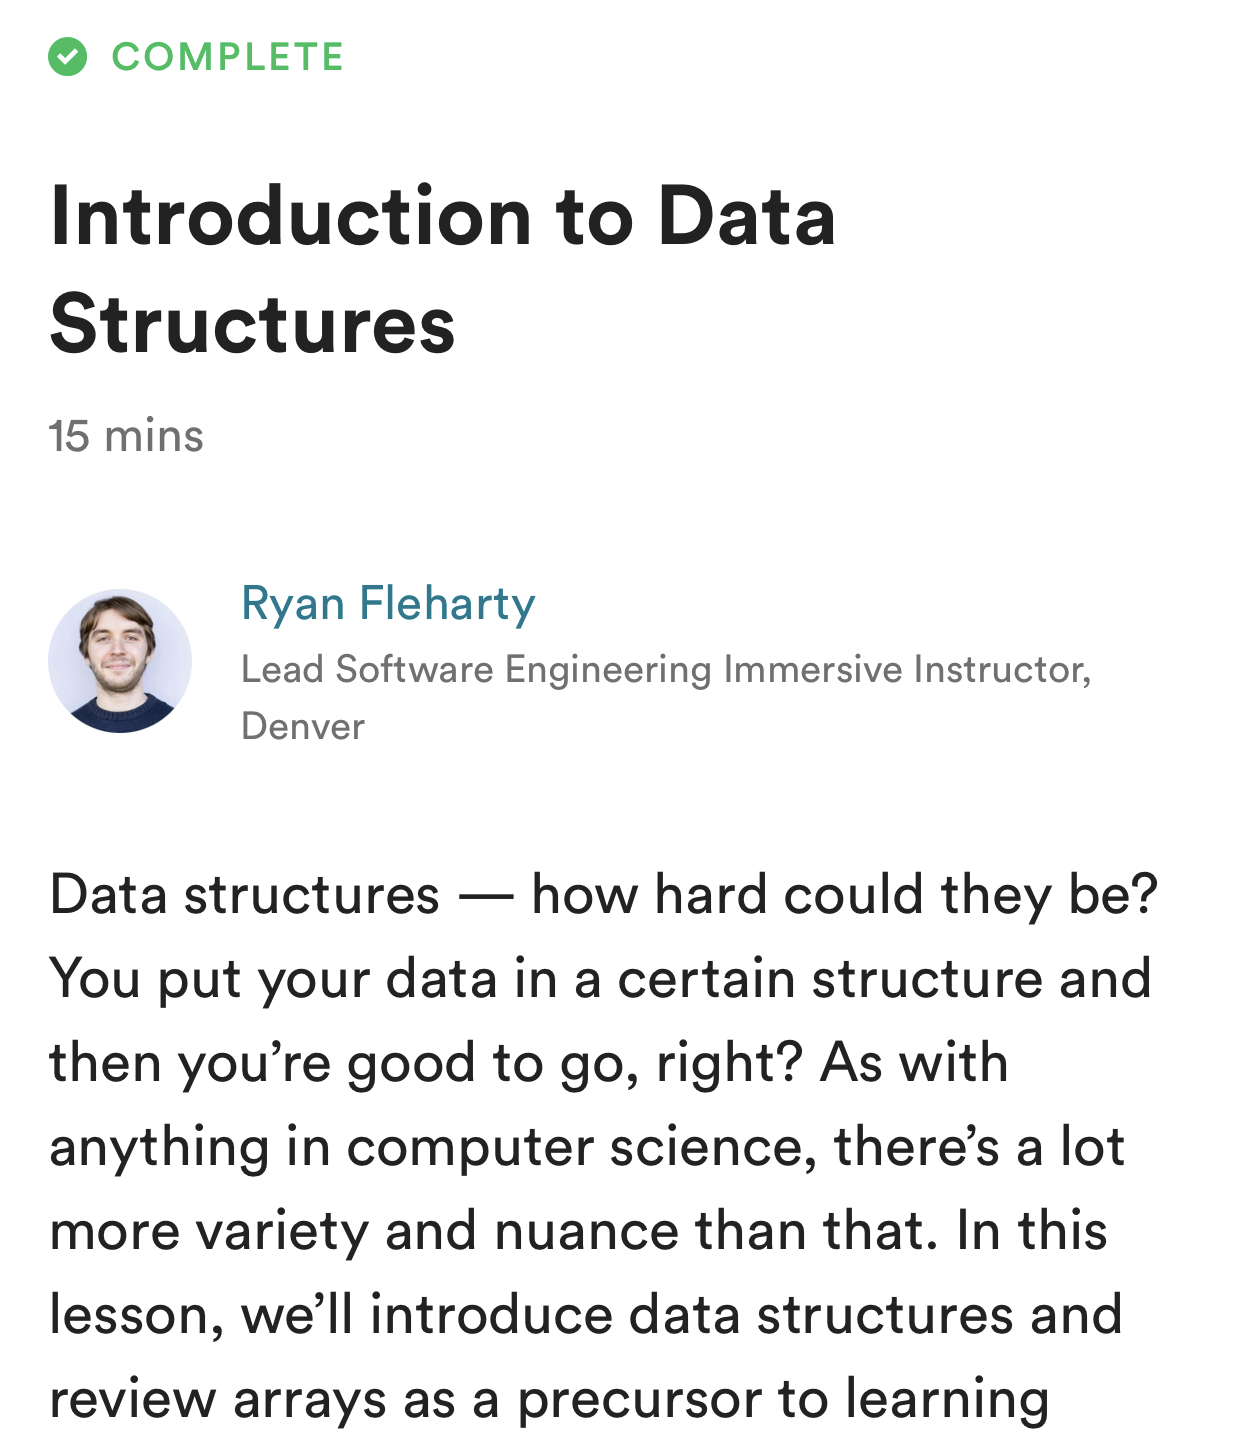 COMPLETE
Introduction to Data
Structures
15 mins
Ryan Fleharty
Lead Software Engineering Immersive Instructor,
Denver
Data structures — how hard could they be?
You put your data in a certain structure and
then you’re good to go, right? As with
anything in computer science, there’s a lot
more variety and nuance than that. In this
lesson, we’ll introduce data structures and
review arrays as a precursor to learning